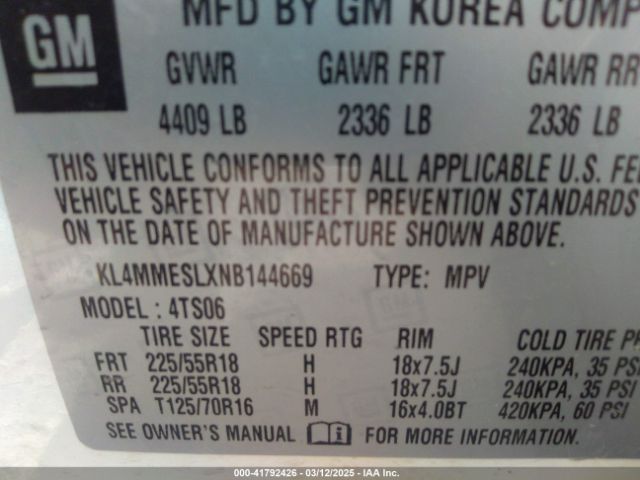 MFD BY GM KOREA COMP
GM
GVWR GAWR FRT GAWR RR
4409 LB 2336 LB 2336 LB
THIS VEHICLE CONFORMS TO ALL APPLICABLE U.S. FE
VEHICLE SAFETY AND THEFT PREVENTION STANDARDS
ON THE DATE OF MANUFACTURE SHOWN ABOVE.
KL4MMESLXNB144669 TYPE: MPV
MODEL : 4TS06
TIRE SIZE SPEED RTG RIM COLD TIRE P
FRT 225/55R18 H 18x7.5J 240KPA, 35 PSI
RR 225/55R18 H 18x7.5J 240KPA, 35 PSI
SPA T125/70R16 M 16x4.0BT 420KPA, 60 PSI
SEE OWNER'S MANUAL FOR MORE INFORMATION.
000-41792426 - 03/12/2025 - IAA Inc.